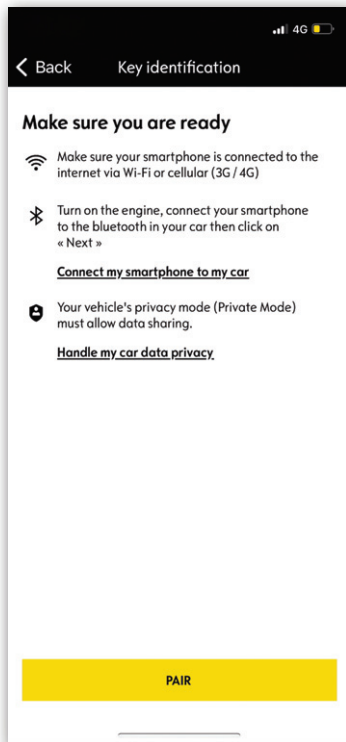 4G
Back Key identification
Make sure you are ready
Make sure your smartphone is connected to the
internet via Wi-Fi or cellular (3G / 4G)
Turn on the engine, connect your smartphone
to the bluetooth in your car then click on
« Next »
Connect my smartphone to my car
Your vehicle's privacy mode (Private Mode)
must allow data sharing.
Handle my car data privacy
PAIR